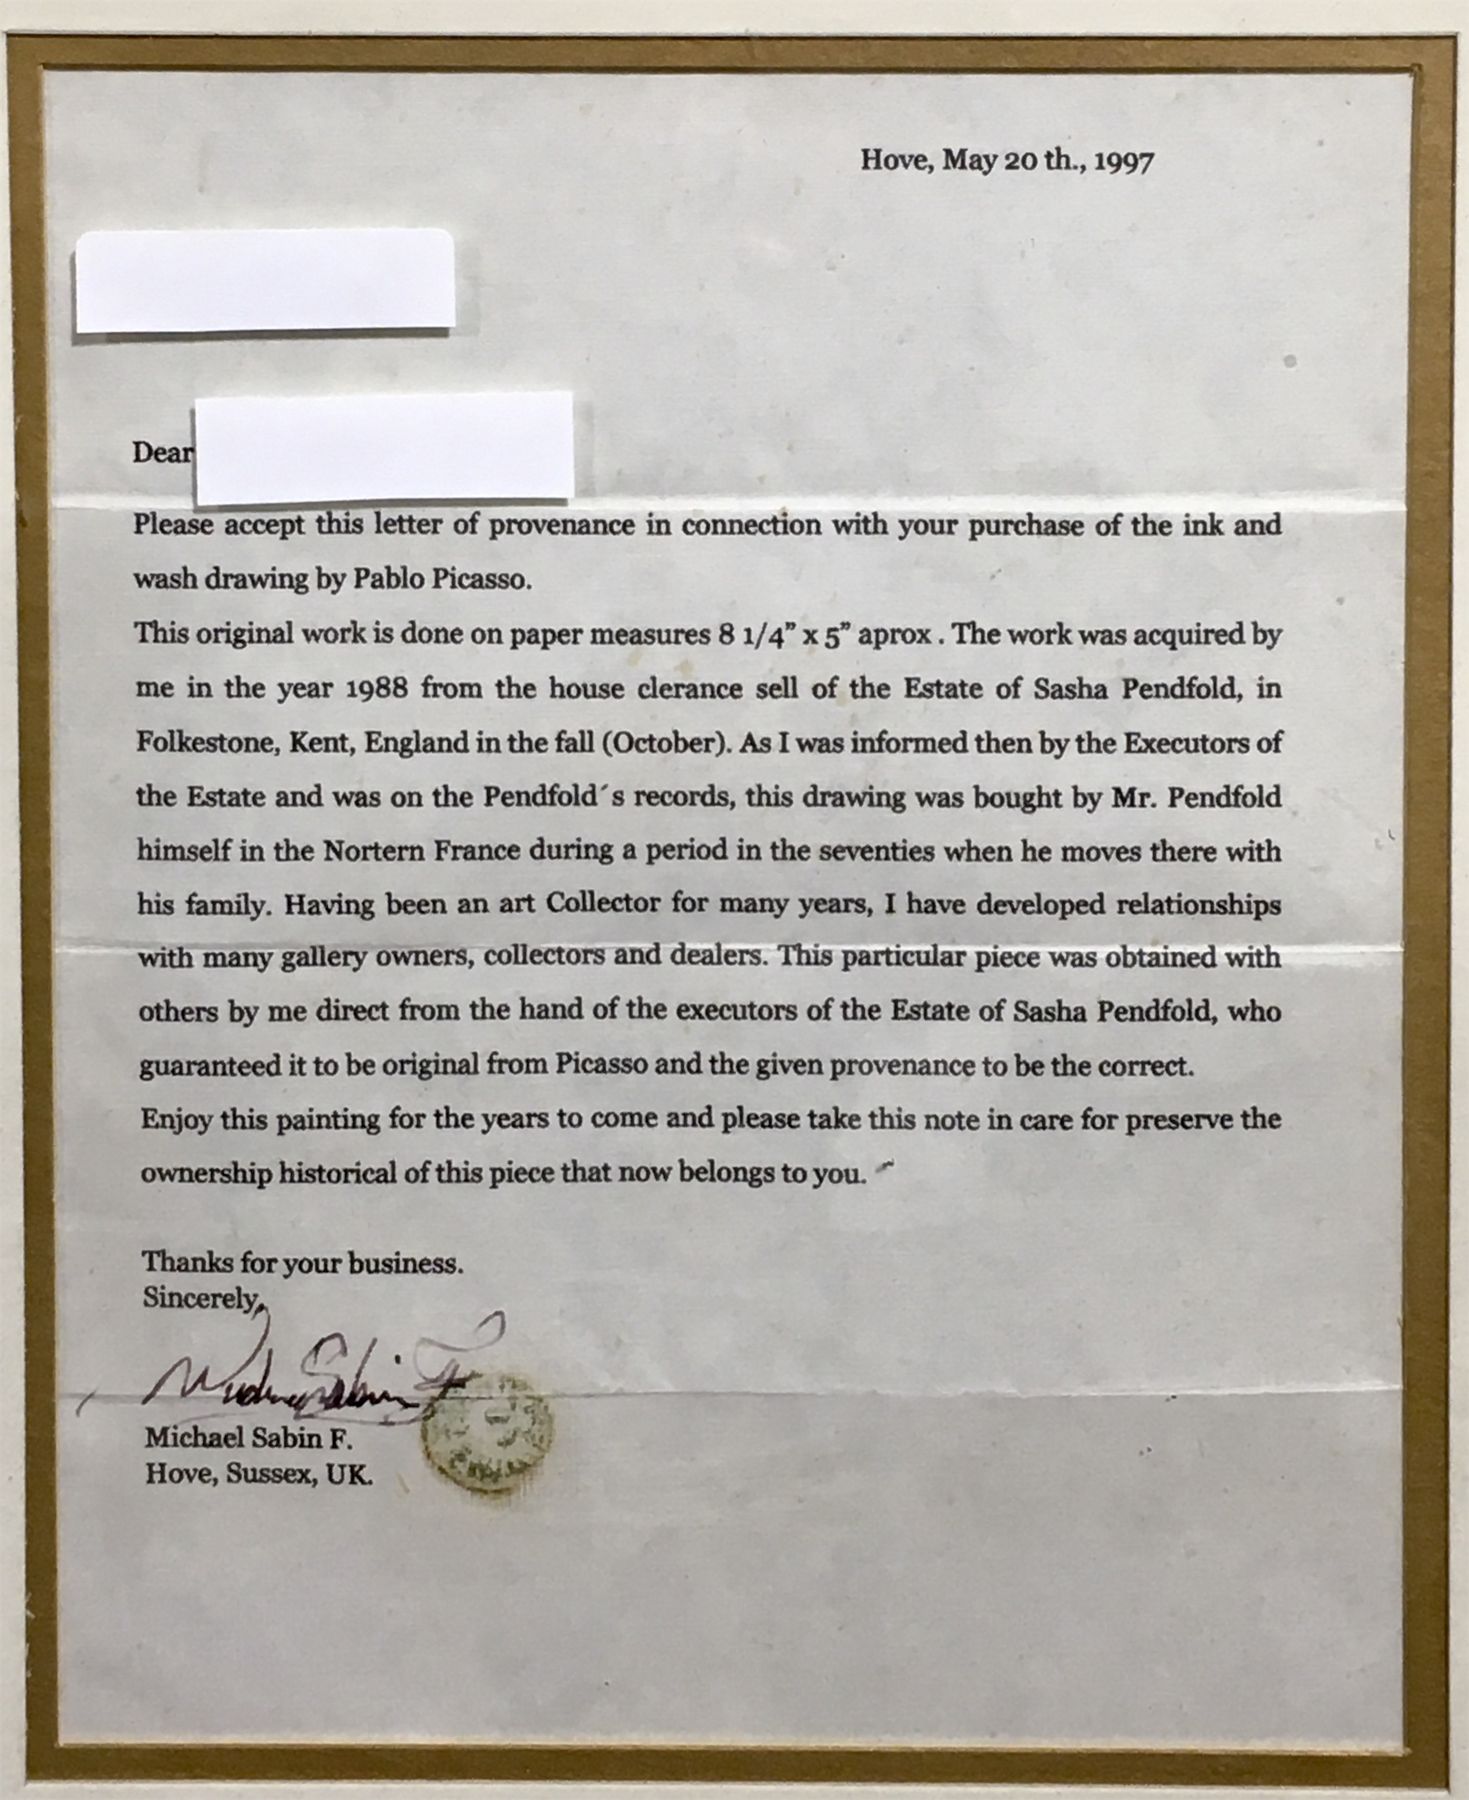 Hove, May 20 th., 1997
Dear
Please accept this letter of provenance in connection with your purchase of the ink and
wash drawing by Pablo Picasso.
This original work is done on paper measures 8 1/4” x 5” aprox . The work was acquired by
me in the year 1988 from the house clerance sell of the Estate of Sasha Pendfold, in
Folkestone, Kent, England in the fall (October). As I was informed then by the Executors of
the Estate and was on the Pendfold´s records, this drawing was bought by Mr. Pendfold
himself in the Nortern France during a period in the seventies when he moves there with
his family. Having been an art Collector for many years, I have developed relationships
with many gallery owners, collectors and dealers. This particular piece was obtained with
others by me direct from the hand of the executors of the Estate of Sasha Pendfold, who
guaranteed it to be original from Picasso and the given provenance to be the correct.
Enjoy this painting for the years to come and please take this note in care for preserve the
ownership historical of this piece that now belongs to you.
Thanks for your business.
Sincerely,
Michael Sabin F.
Hove, Sussex, UK.